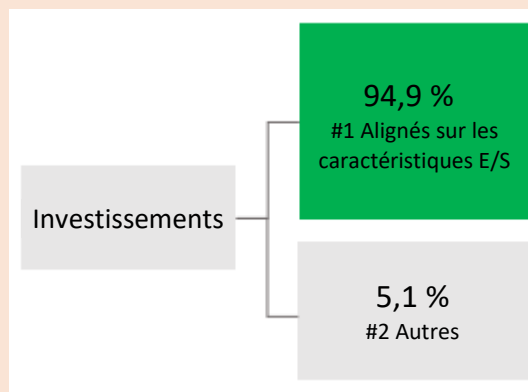 94,9 %
#1 Alignés sur les
caractéristiques E/S
Investissements
5,1 %
#2 Autres